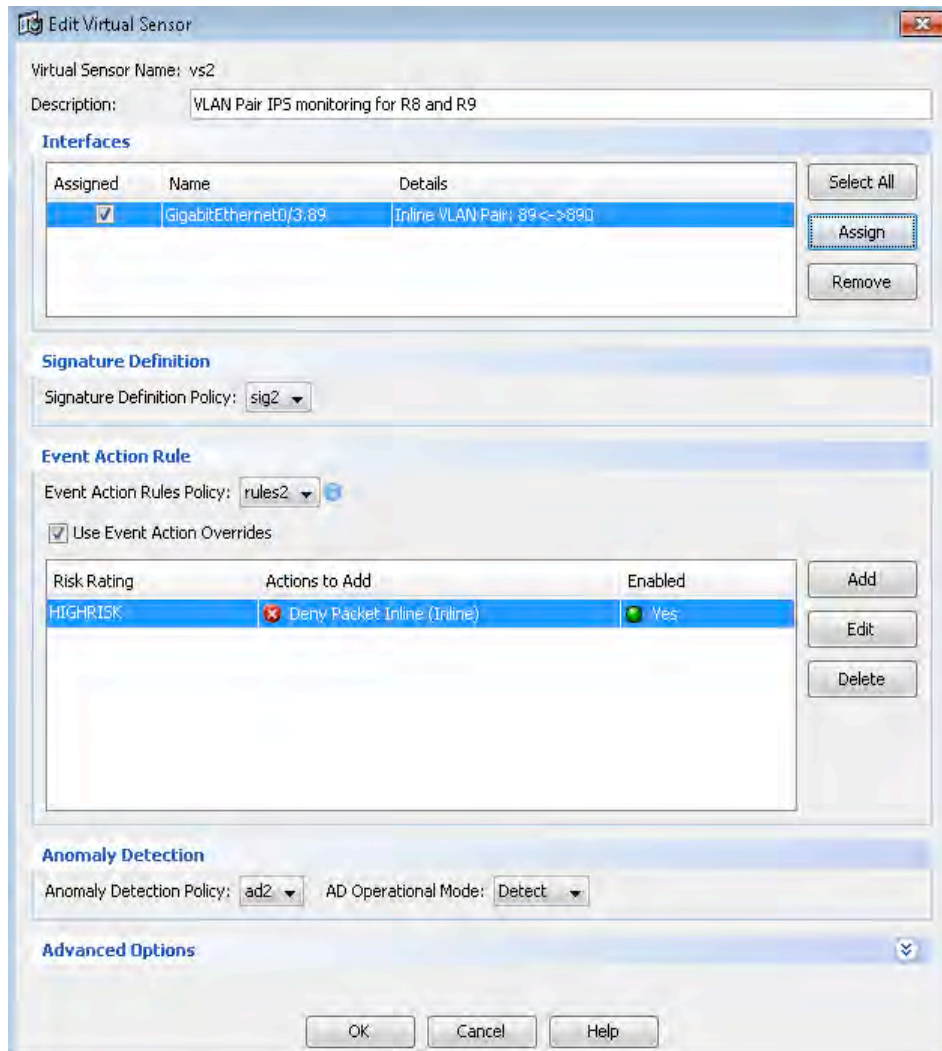 Edit Virtual Sensor
Virtual Sensor Name: vs2
Description: VLAN Pair IPS monitoring for R8 and R9
Interfaces
Assigned Name Details
Select All
GigabitEthernet0/3.89 Inline VLAN Pair: 89<->890
Assign
Remove
Signature Definition
Signature Definition Policy: sig2
Event Action Rule
Event Action Rules Policy: rules2
Use Event Action Overrides
Risk Rating Actions to Add Enabled
Add
HIGHRISK Deny Packet Inline (Inline) Yes
Edit
Delete
Anomaly Detection
Anomaly Detection Policy: ad2 AD Operational Mode: Detect
Advanced Options
OK Cancel Help